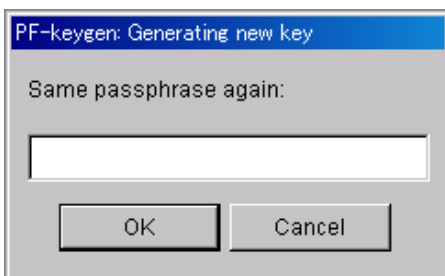 PF-keygen: Generating new key
Same passphrase again:
OK
Cancel